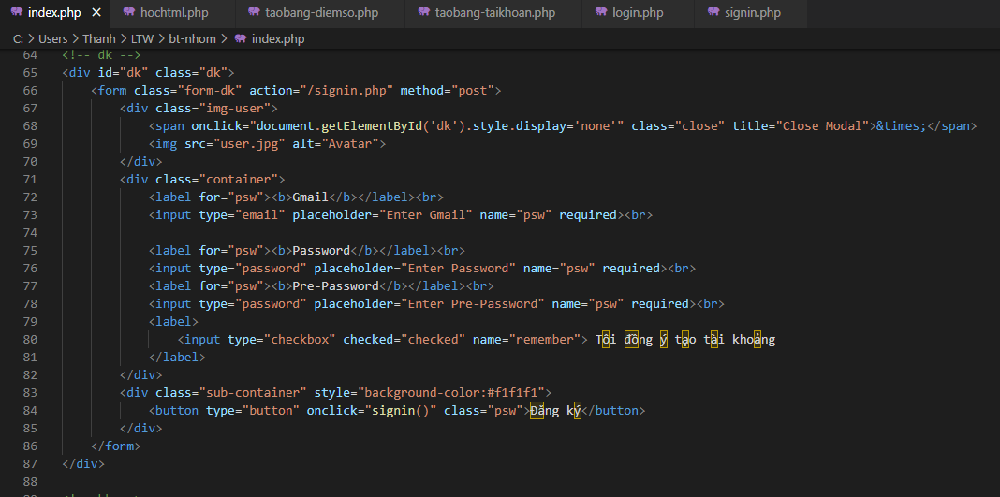 index.php × hochtml.php taobang-diemso.php taobang-taikhoan.php login.php signin.php
C: > Users > Thanh > LTW > bt-nhom > index.php
64 <!-- dk -->
65 <div id="dk" class="dk">
66 <form class="form-dk" action="/signin.php" method="post">
67 <div class="img-user">
68 <span onclick="document.getElementById('dk').style.display='none'" class="close" title="Close Modal">&times;</span>
69 <img src="user.jpg" alt="Avatar">
70 </div>
71 <div class="container">
72 <label for="psw"><b>Gmail</b></label><br>
73 <input type="email" placeholder="Enter Gmail" name="psw" required><br>
74
75 <label for="psw"><b>Password</b></label><br>
76 <input type="password" placeholder="Enter Password" name="psw" required><br>
77 <label for="psw"><b>Pre-Password</b></label><br>
78 <input type="password" placeholder="Enter Pre-Password" name="psw" required><br>
79 <label>
80 <input type="checkbox" checked="checked" name="remember"> Tôi đồng ý tạo tài khoảng
81 </label>
82 </div>
83 <div class="sub-container" style="background-color:#f1f1f1">
84 <button type="button" onclick="signin()" class="psw">Đăng ký</button>
85 </div>
86 </form>
87 </div>
88